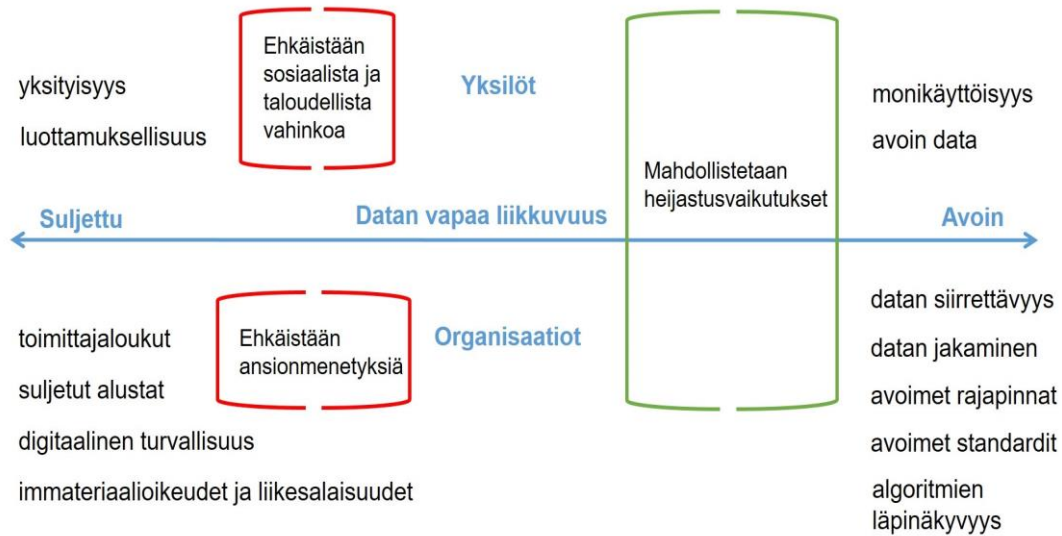 Ehkäistään
sosiaalista ja
taloudellista
vahinkoa
yksityisyys
luottamuksellisuus
Yksilöt
monikäyttöisyys
avoin data
Mahdollistetaan
heijastusvaikutukset
Suljettu
Datan vapaa liikkuvuus
Avoin
toimittajaloukut
suljetut alustat
digitaalinen turvallisuus
immateriaalioikeudet ja liikesalaisuudet
Ehkäistään
ansionmenetyksiä
Organisaatiot
datan siirrettävyys
datan jakaminen
avoimet rajapinnat
avoimet standardit
algoritmien
läpinäkyvyys